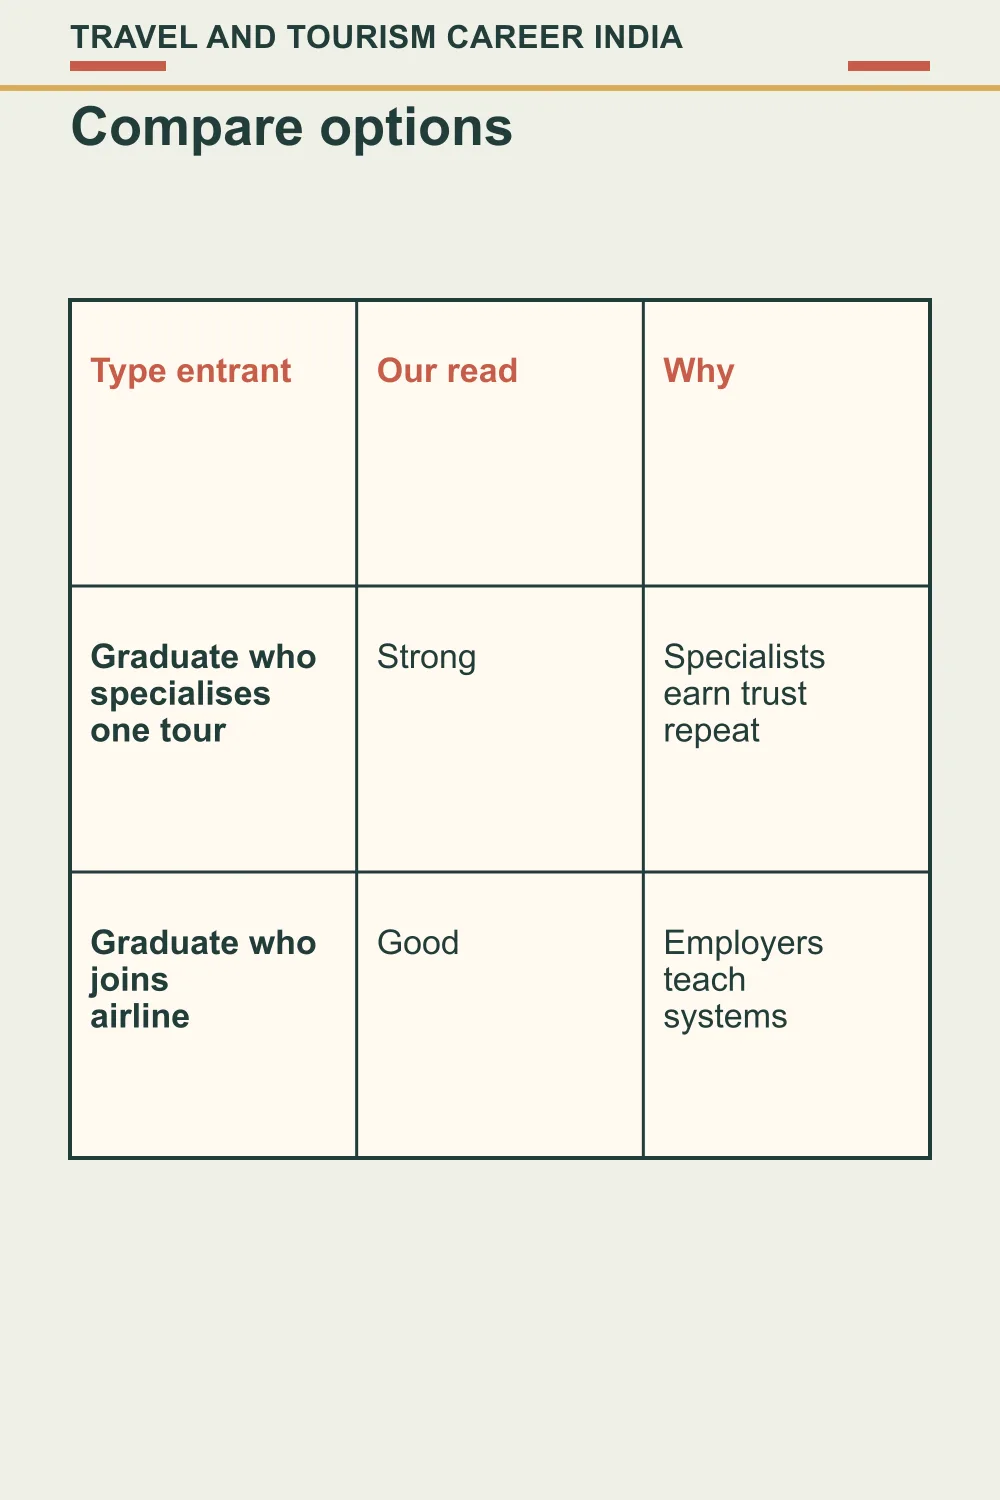 TRAVEL AND TOURISM CAREER INDIA
Compare options
Type entrant
Our read
Why
Graduate who
specialises
one tour
Strong
Specialists
earn trust
repeat
Graduate who
joins
airline
Good
Employers
teach
systems